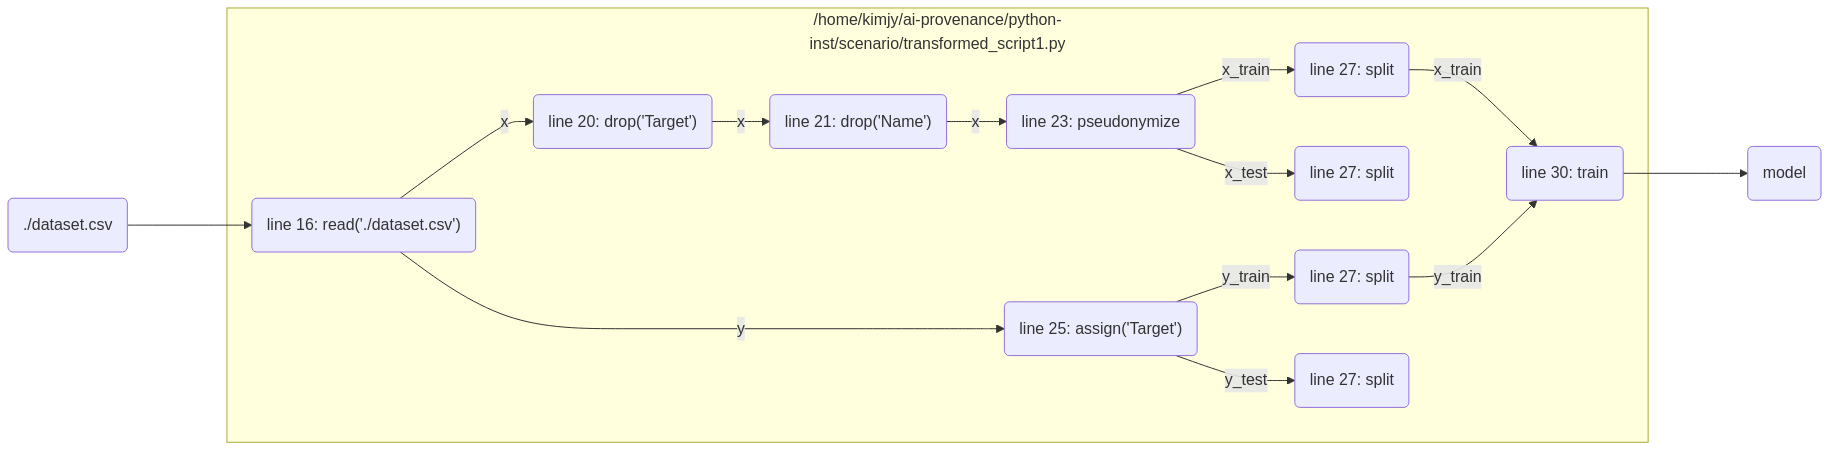 /home/kimjy/ai-provenance/python-
inst/scenario/transformed_script1.py
./dataset.csv
line 16: read('./dataset.csv')
x
line 20: drop('Target')
x
line 21: drop('Name')
x
line 23: pseudonymize
x_train
line 27: split
x_train
x_test
line 27: split
y
line 25: assign('Target')
y_train
line 27: split
y_train
y_test
line 27: split
line 30: train
model